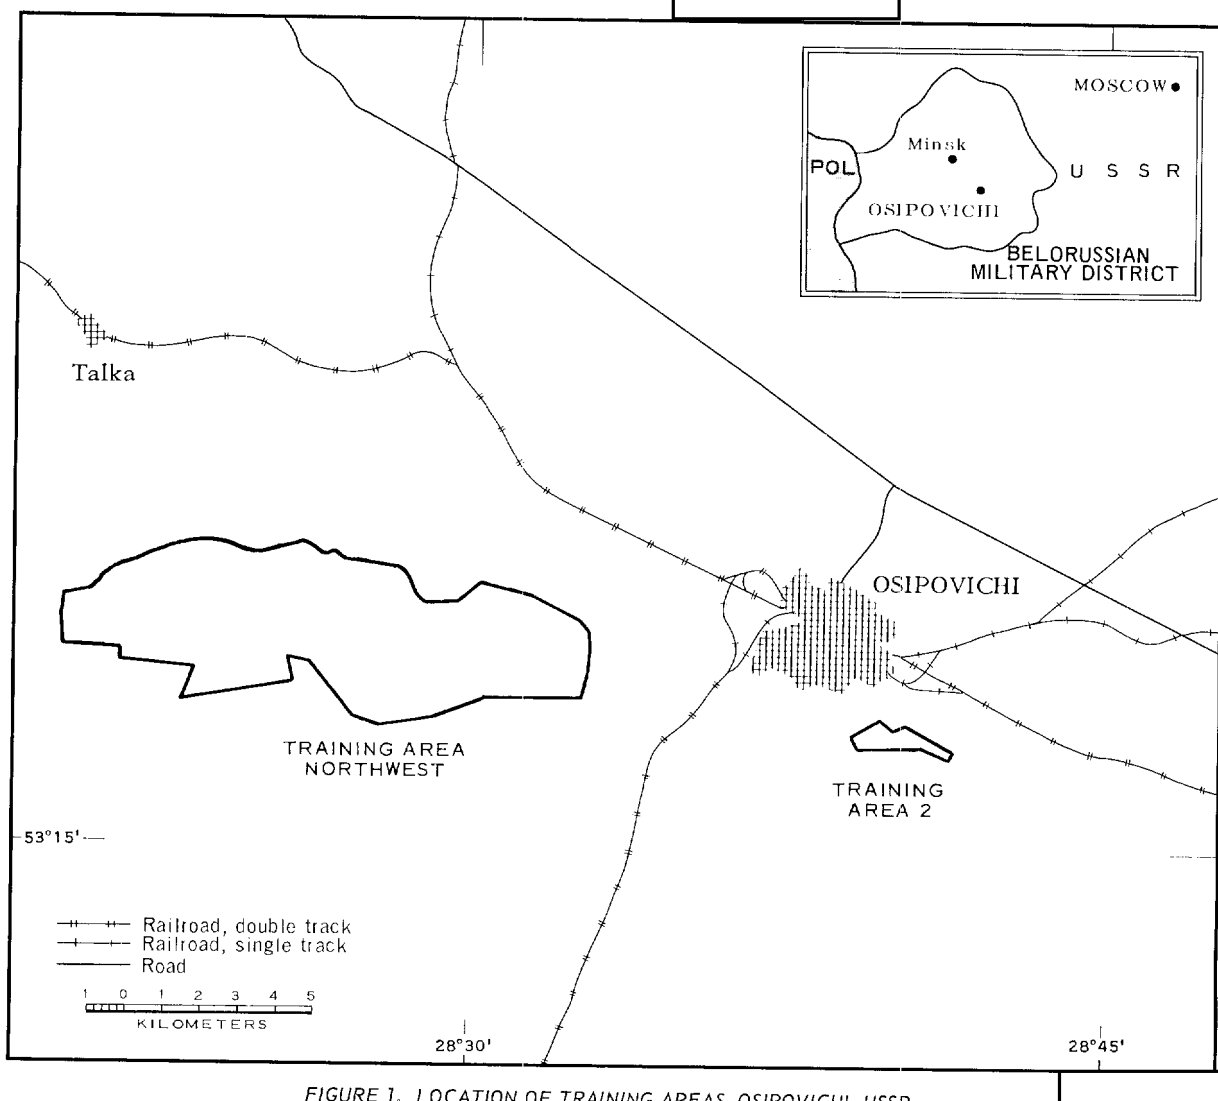 MOSCOW
Minsk
POL
U S S R
OSIPOVICHI
BELORUSSIAN
MILITARY DISTRICT
Talka
OSIPOVICHI
TRAINING AREA
NORTHWEST
TRAINING
AREA 2
53°15'
Railroad, double track
Railroad, single track
Road
1 0 1 2 3 4 5
KILOMETERS
28°30'
28°45'
FIGURE 1. LOCATION OF TRAINING AREAS, OSIPOVICHI, USSR